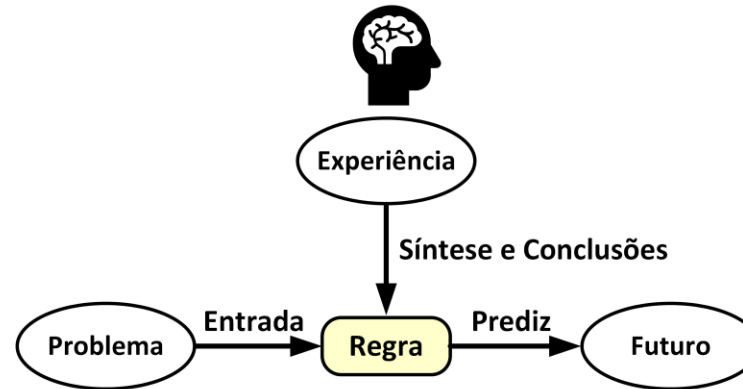 Experiência
Síntese e Conclusões
Entrada
Prediz
Problema
Regra
Futuro